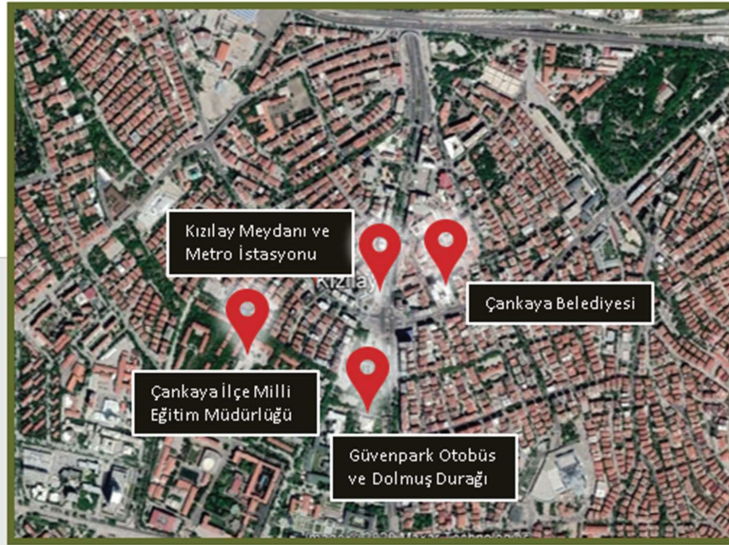 Kızılay Meydanı ve
Metro İstasyonu
Kızılay
Çankaya Belediyesi
Çankaya İlçe Milli
Eğitim Müdürlüğü
Güvenpark Otobüs
ve Dolmuş Durağı